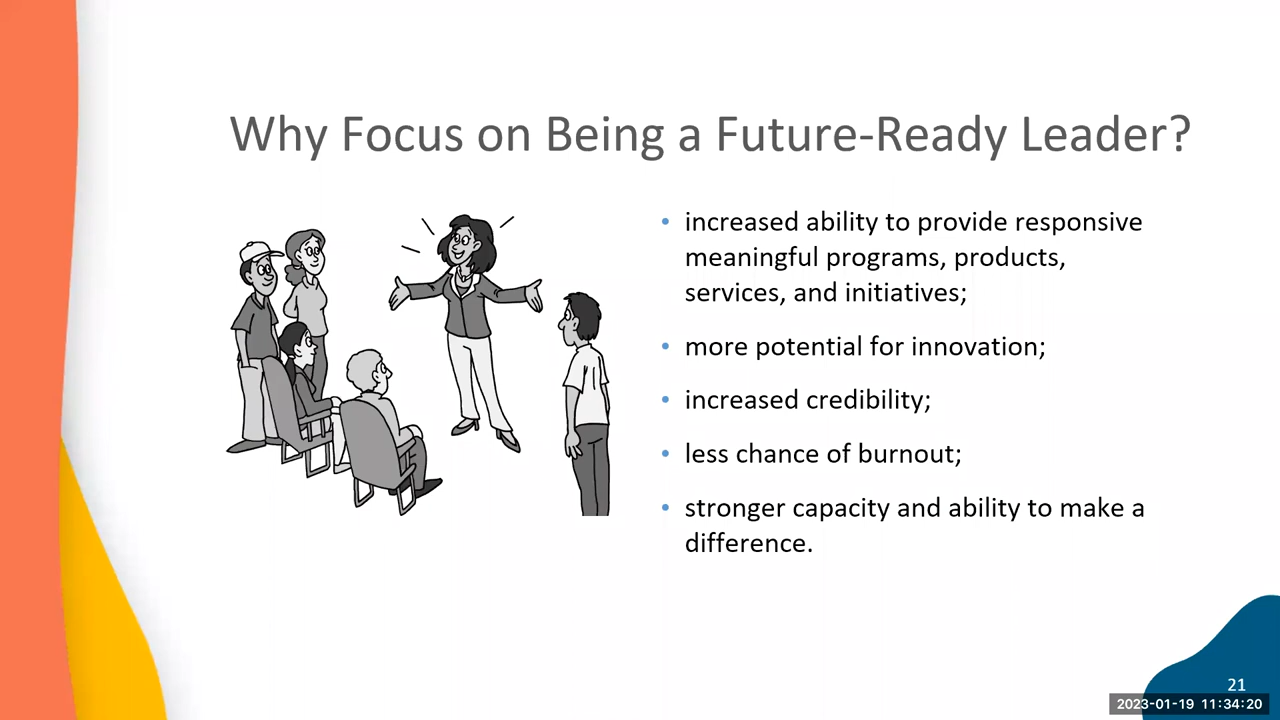 Why Focus on Being a Future-Ready Leader?
• increased ability to provide responsive
meaningful programs, products,
services, and initiatives;
• more potential for innovation;
• increased credibility;
• less chance of burnout;
• stronger capacity and ability to make a
difference.
21
2023-01-19 11:34:20